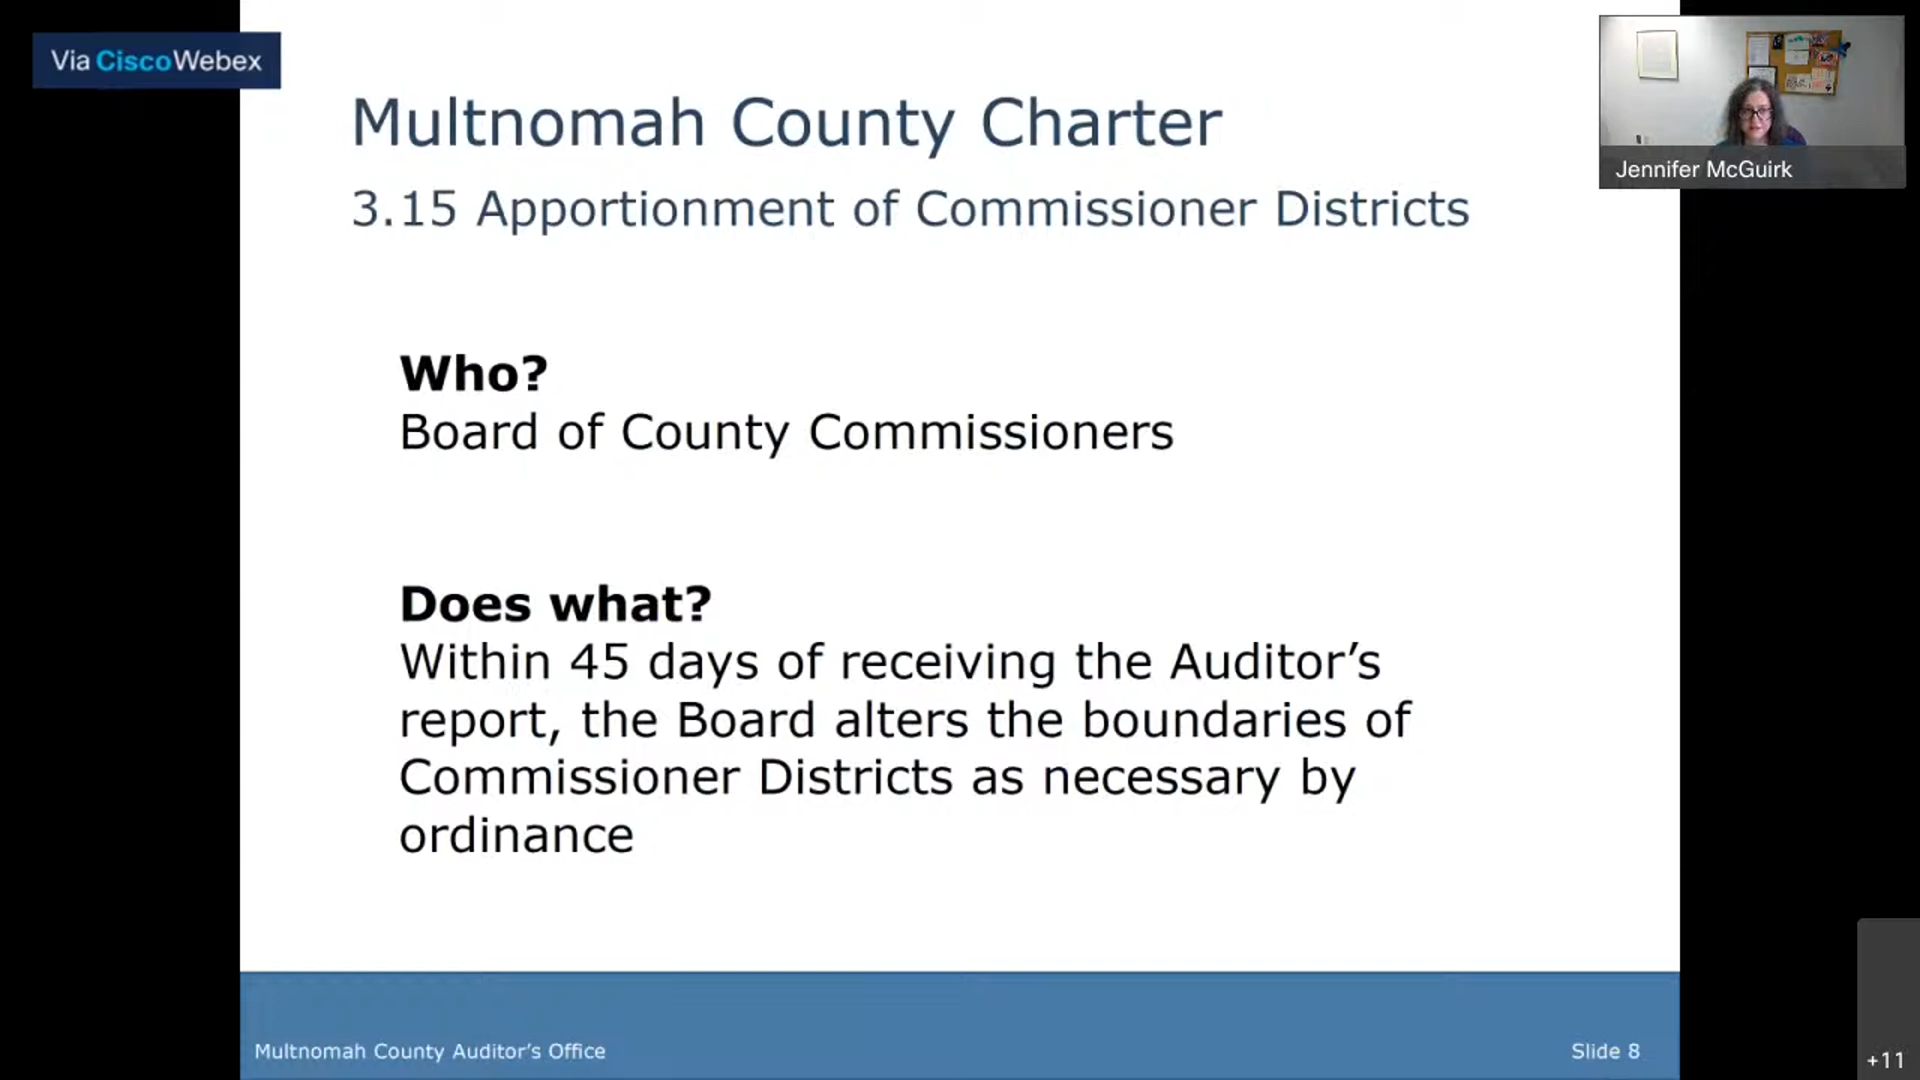 Via CiscoWebex
Multnomah County Charter
3.15 Apportionment of Commissioner Districts
Jennifer McGuirk
Who?
Board of County Commissioners
Does what?
Within 45 days of receiving the Auditor’s
report, the Board alters the boundaries of
Commissioner Districts as necessary by
ordinance
Multnomah County Auditor’s Office
Slide 8
+11